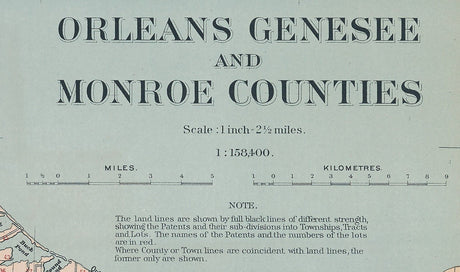 ORLEANS GENESEE
AND
MONROE COUNTIES
Scale : 1 inch - 2½ miles.
1 : 158,400.
MILES. KILOMETRES.
1 ½ 0 1 2 3 4 5 1 0 1 2 3 4 5 6 7 8 9
NOTE.
The land lines are shown by full black lines of different strength,
showing the Patents and their sub-divisions into Townships, Tracts
and Lots. The names of the Patents and the numbers of the lots
are in red.
Where County or Town lines are coincident with land lines, the
former only are shown.